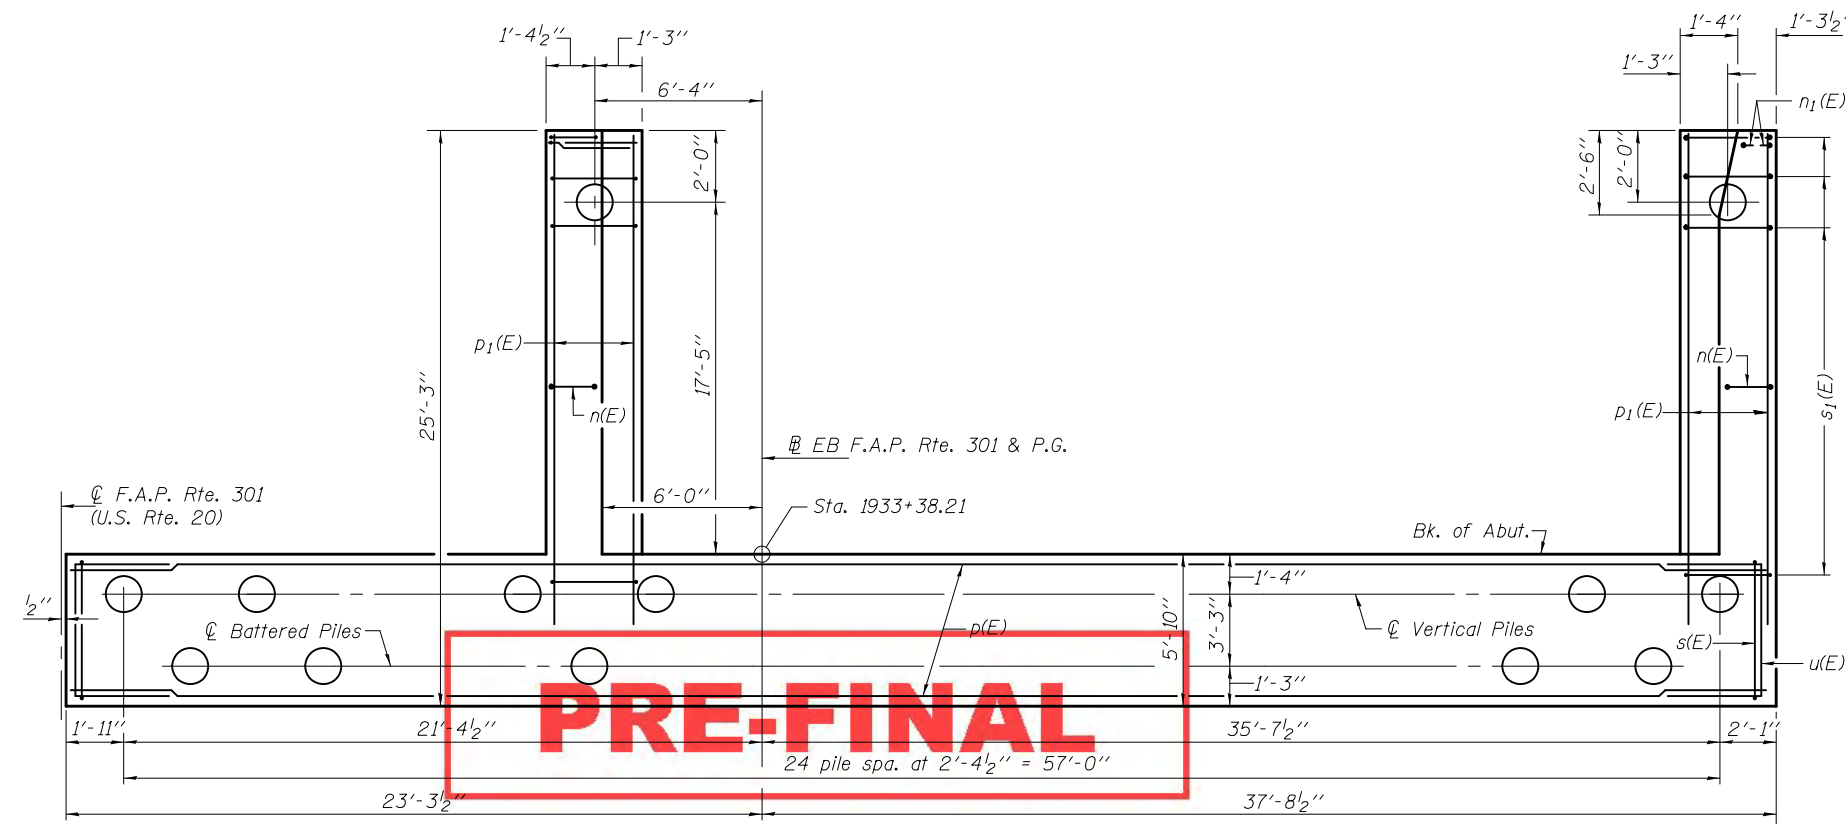 1'-4½"
1'-3"
6'-4"
1'-4"
1'-3½"
1'-3"
n1(E)
2'-0"
2'-6"
2'-0"
p1(E)
25'-3"
17'-5"
n(E)
n(E)
p1(E)
s1(E)
℄ F.A.P. Rte. 301
(U.S. Rte. 20)
6'-0"
B̲ EB F.A.P. Rte. 301 & P.G.
Sta. 1933+38.21
Bk. of Abut.
½"
℄ Battered Piles
p(E)
5'-10"
1'-4"
3'-3"
1'-3"
℄ Vertical Piles
s(E)
u(E)
PRE-FINAL
1'-11"
21'-4½"
35'-7½"
2'-1"
24 pile spa. at 2'-4½" = 57'-0"
23'-3½"
37'-8½"